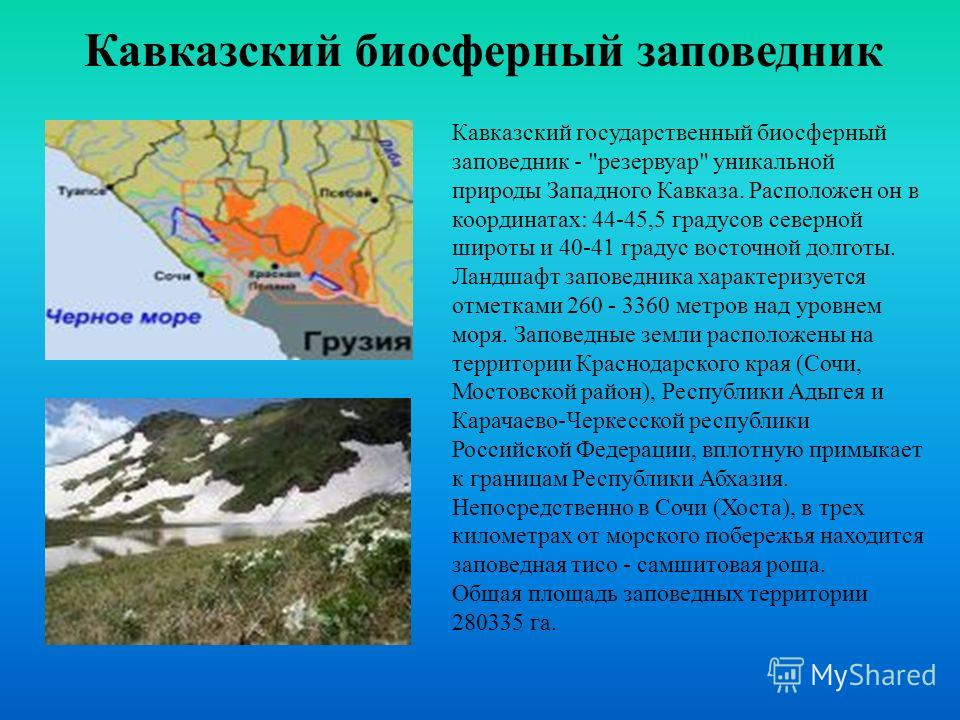 Кавказский биосферный заповедник
Туапсе
Псебай
Лаба
Сочи
Красная
Поляна
Черное море
Грузия
Кавказский государственный биосферный
заповедник - "резервуар" уникальной
природы Западного Кавказа. Расположен он в
координатах: 44-45,5 градусов северной
широты и 40-41 градус восточной долготы.
Ландшафт заповедника характеризуется
отметками 260 - 3360 метров над уровнем
моря. Заповедные земли расположены на
территории Краснодарского края (Сочи,
Мостовской район), Республики Адыгея и
Карачаево-Черкесской республики
Российской Федерации, вплотную примыкает
к границам Республики Абхазия.
Непосредственно в Сочи (Хоста), в трех
километрах от морского побережья находится
заповедная тисо - самшитовая роща.
Общая площадь заповедных территории
280335 га.
MyShared